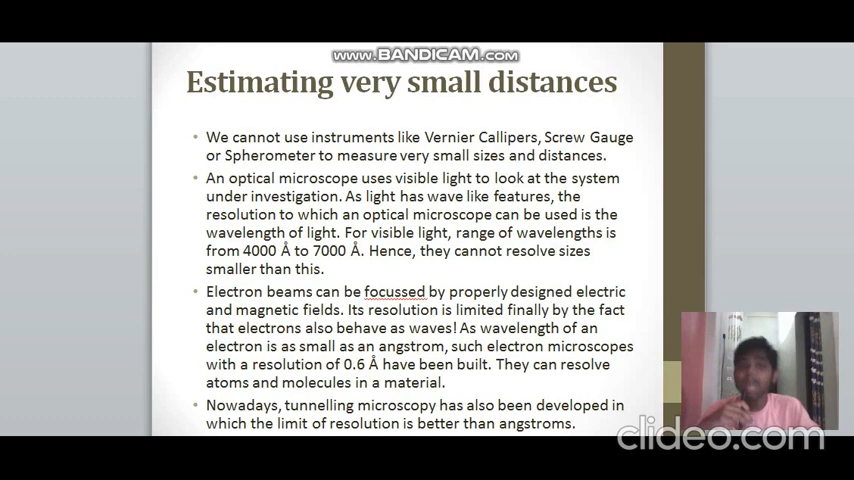 www.BANDICAM.com
Estimating very small distances
• We cannot use instruments like Vernier Callipers, Screw Gauge
or Spherometer to measure very small sizes and distances.
• An optical microscope uses visible light to look at the system
under investigation. As light has wave like features, the
resolution to which an optical microscope can be used is the
wavelength of light. For visible light, range of wavelengths is
from 4000 Å to 7000 Å. Hence, they cannot resolve sizes
smaller than this.
• Electron beams can be focussed by properly designed electric
and magnetic fields. Its resolution is limited finally by the fact
that electrons also behave as waves! As wavelength of an
electron is as small as an angstrom, such electron microscopes
with a resolution of 0.6 Å have been built. They can resolve
atoms and molecules in a material.
• Nowadays, tunnelling microscopy has also been developed in
which the limit of resolution is better than angstroms.
clideo.com